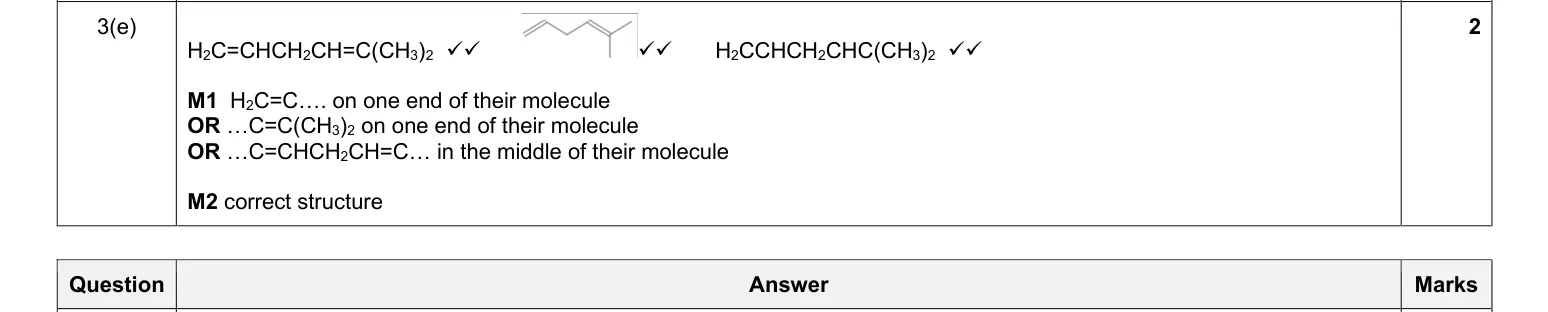 3(e)
2
H₂C=CHCH₂CH=C(CH₃)₂ ✓✓ ✓✓ H₂CCHCH₂CHC(CH₃)₂ ✓✓
M1 H₂C=C…. on one end of their molecule
OR …C=C(CH₃)₂ on one end of their molecule
OR …C=CHCH₂CH=C… in the middle of their molecule
M2 correct structure
Question Answer Marks